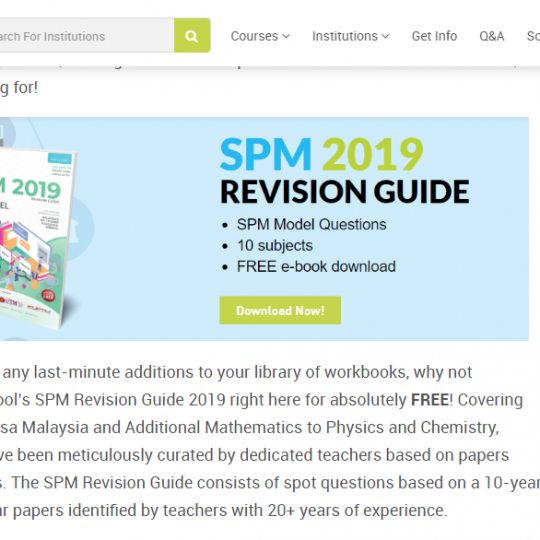 arch For Institutions
Courses Institutions Get Info Q&A Sc
g for!
SPM 2019
REVISION GUIDE
• SPM Model Questions
• 10 subjects
• FREE e-book download
Download Now!
M 2019
any last-minute additions to your library of workbooks, why not
ool's SPM Revision Guide 2019 right here for absolutely FREE! Covering
sa Malaysia and Additional Mathematics to Physics and Chemistry,
ve been meticulously curated by dedicated teachers based on papers
s. The SPM Revision Guide consists of spot questions based on a 10-year
ar papers identified by teachers with 20+ years of experience.